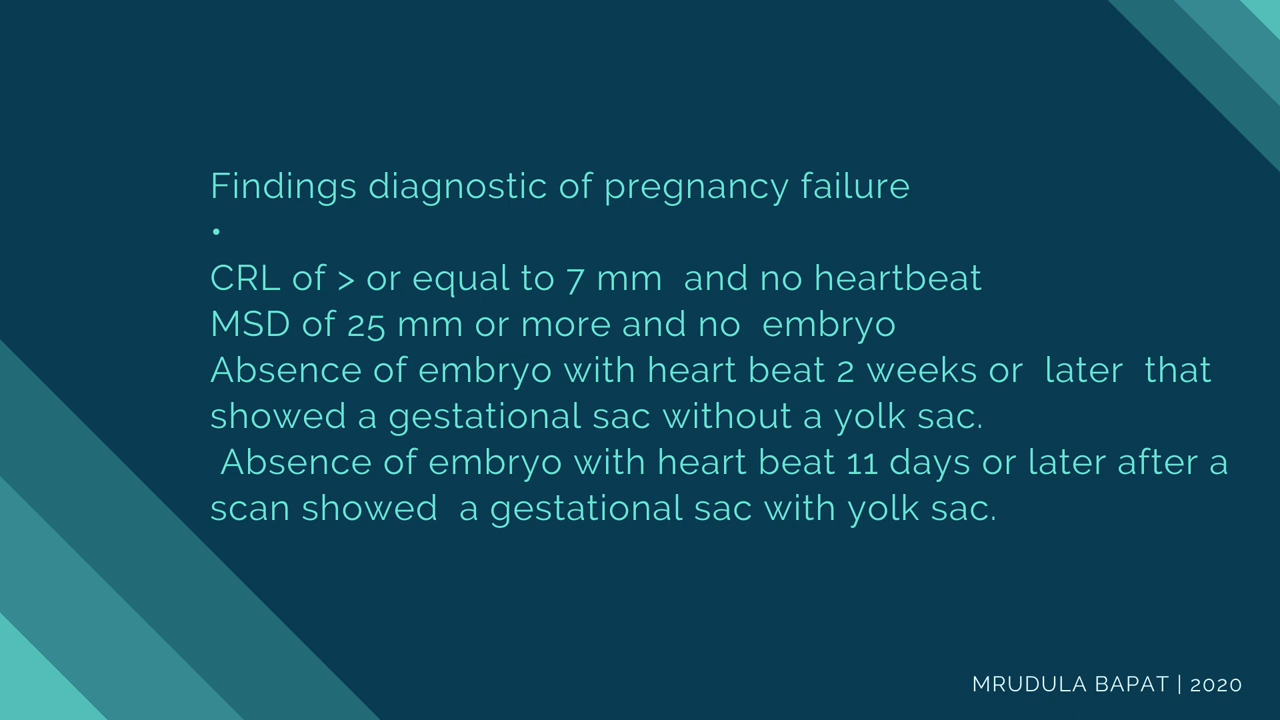 Findings diagnostic of pregnancy failure
•
CRL of > or equal to 7 mm  and no heartbeat
MSD of 25 mm or more and no  embryo
Absence of embryo with heart beat 2 weeks or  later  that
showed a gestational sac without a yolk sac.
Absence of embryo with heart beat 11 days or later after a
scan showed  a gestational sac with yolk sac.
MRUDULA BAPAT | 2020